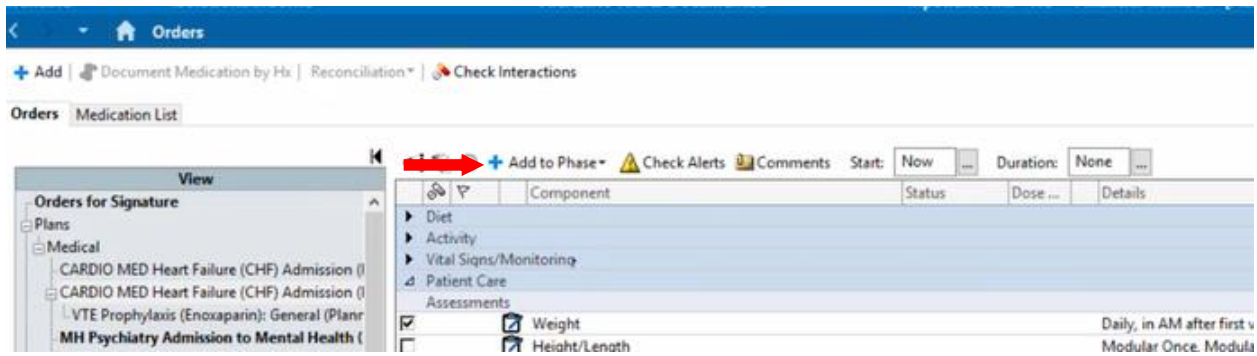 Orders
Add | Document Medication by Hx | Reconciliation | Check Interactions
Orders Medication List
Add to Phase Check Alerts Comments Start: Now ... Duration: None ...
View
Component Status Dose ... Details
Orders for Signature
Plans
Medical
CARDIO MED Heart Failure (CHF) Admission (
CARDIO MED Heart Failure (CHF) Admission (
VTE Prophylaxis (Enoxaparin): General (Planr
MH Psychiatry Admission to Mental Health (
Diet
Activity
Vital Signs/Monitoring
Patient Care
Assessments
Weight Daily, in AM after first v
Height/Length Modular Once, Modula